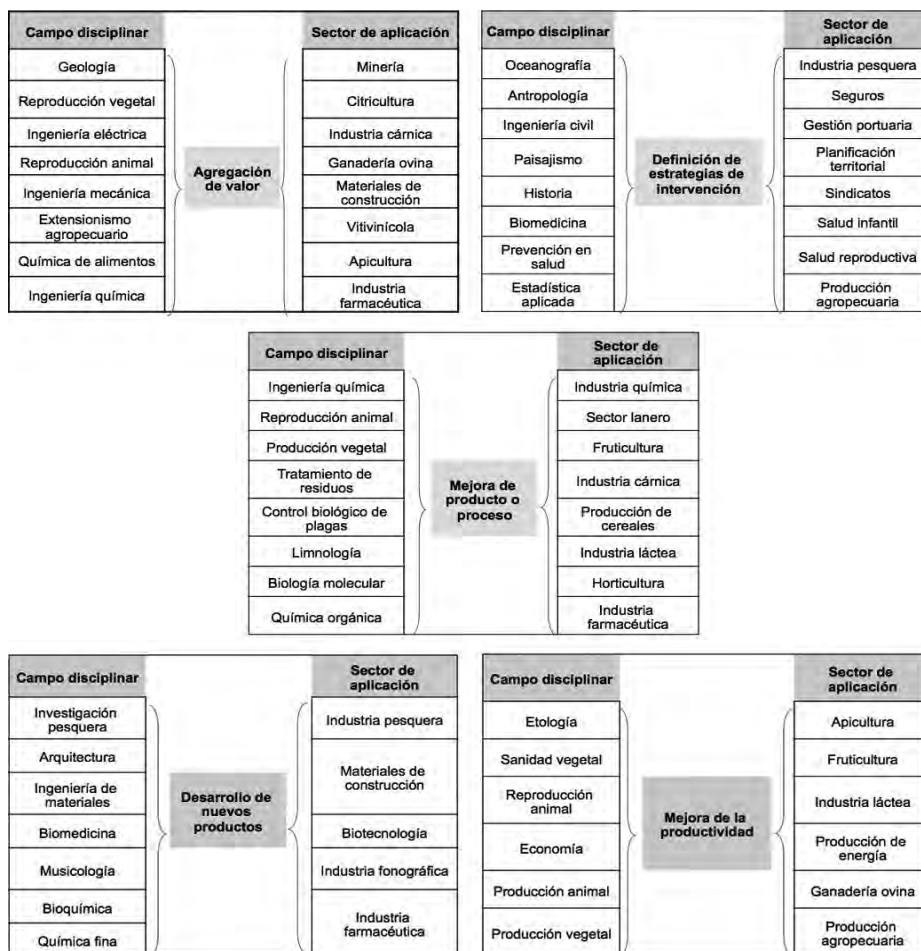 Campo disciplinar
Geología
Reproducción vegetal
Ingeniería eléctrica
Reproducción animal
Ingeniería mecánica
Extensionismo
agropecuario
Química de alimentos
Ingeniería química
Agregación
de valor
Sector de aplicación
Minería
Citricultura
Industria cárnica
Ganadería ovina
Materiales de
construcción
Vitivinícola
Apicultura
Industria
farmacéutica
Campo disciplinar
Oceanografía
Antropología
Ingeniería civil
Paisajismo
Historia
Biomedicina
Prevención en
salud
Estadística
aplicada
Definición de
estrategias de
intervención
Sector de
aplicación
Industria pesquera
Seguros
Gestión portuaria
Planificación
territorial
Sindicatos
Salud infantil
Salud reproductiva
Producción
agropecuaria
Campo disciplinar
Ingeniería química
Reproducción animal
Producción vegetal
Tratamiento de
residuos
Control biológico de
plagas
Limnología
Biología molecular
Química orgánica
Mejora de
producto o
proceso
Sector de
aplicación
Industria química
Sector lanero
Fruticultura
Industria cárnica
Producción de
cereales
Industria láctea
Horticultura
Industria
farmacéutica
Campo disciplinar
Investigación
pesquera
Arquitectura
Ingeniería de
materiales
Biomedicina
Musicología
Bioquímica
Química fina
Desarrollo de
nuevos
productos
Sector de
aplicación
Industria pesquera
Materiales de
construcción
Biotecnología
Industria fonográfica
Industria
farmacéutica
Campo disciplinar
Etología
Sanidad vegetal
Reproducción
animal
Economía
Producción animal
Producción vegetal
Mejora de la
productividad
Sector de
aplicación
Apicultura
Fruticultura
Industria láctea
Producción de
energía
Ganadería ovina
Producción
agropecuaria